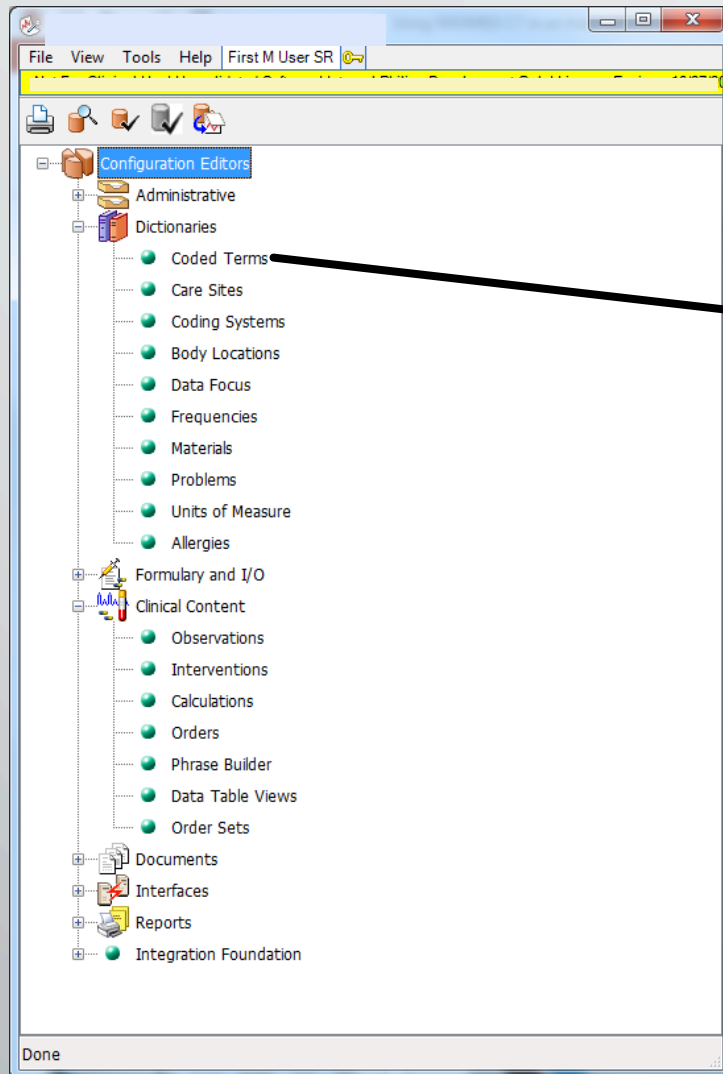 File View Tools Help First M User SR
Configuration Editors
Administrative
Dictionaries
Coded Terms
Care Sites
Coding Systems
Body Locations
Data Focus
Frequencies
Materials
Problems
Units of Measure
Allergies
Formulary and I/O
Clinical Content
Observations
Interventions
Calculations
Orders
Phrase Builder
Data Table Views
Order Sets
Documents
Interfaces
Reports
Integration Foundation
Done